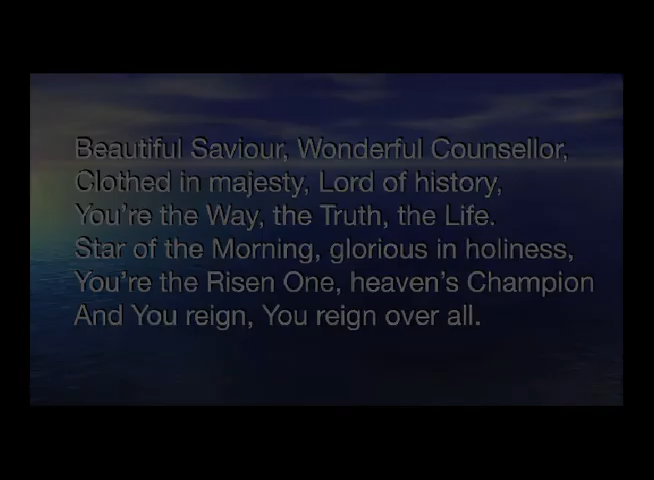 Beautiful Saviour, Wonderful Counsellor,
Clothed in majesty, Lord of history,
You're the Way, the Truth, the Life.
Star of the Morning, glorious in holiness,
You're the Risen One, heaven's Champion
And You reign, You reign over all.